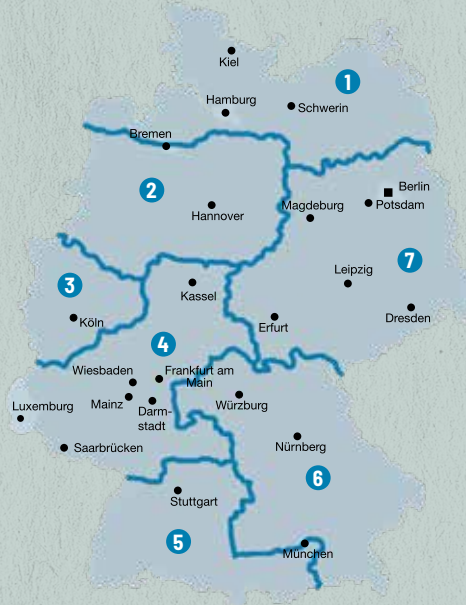 Kiel
1
Hamburg
Schwerin
Bremen
Berlin
2
Magdeburg
Potsdam
Hannover
7
3
Kassel
Leipzig
Köln
Erfurt
Dresden
4
Wiesbaden
Frankfurt am
Main
Mainz
Darm-
stadt
Würzburg
Luxemburg
Saarbrücken
Nürnberg
6
Stuttgart
5
München